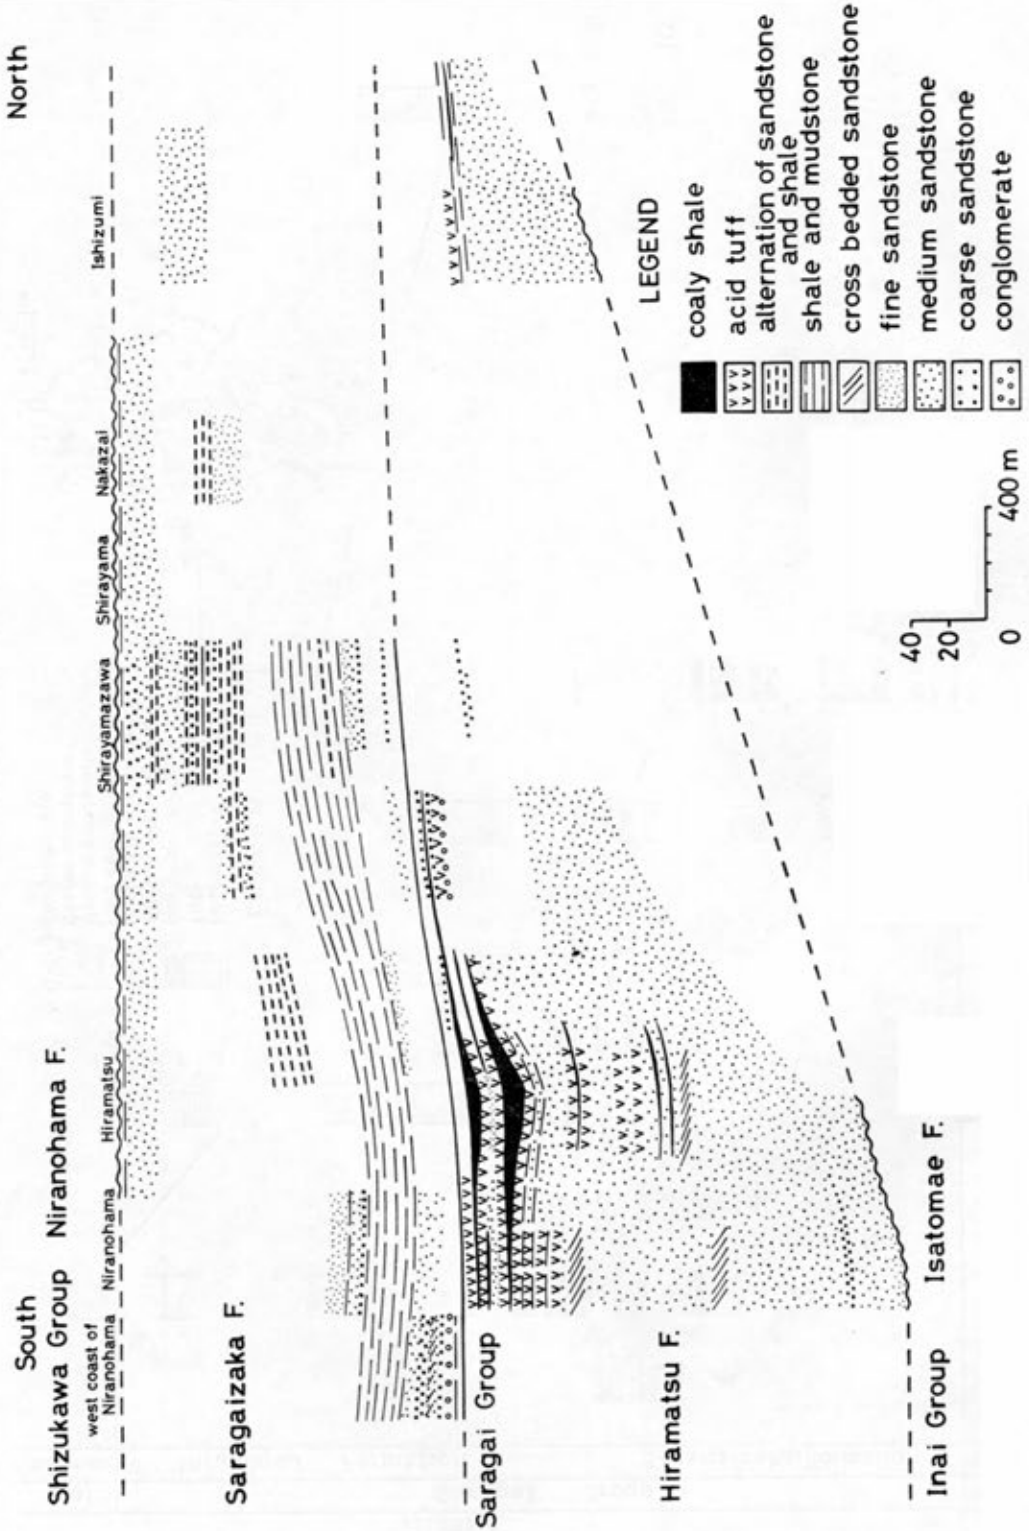 South
North
Shizukawa Group Niranohama F.
west coast of
Niranohama
Niranohama
Hiramatsu
Shirayamazawa
Shirayama
Nakazai
Ishizumi
Saragaizaka F.
Saragai Group
Hiramatsu F.
Inai Group Isatomae F.
LEGEND
coaly shale
acid tuff
alternation of sandstone
and shale
shale and mudstone
cross bedded sandstone
fine sandstone
medium sandstone
coarse sandstone
conglomerate
40
20
0
400 m